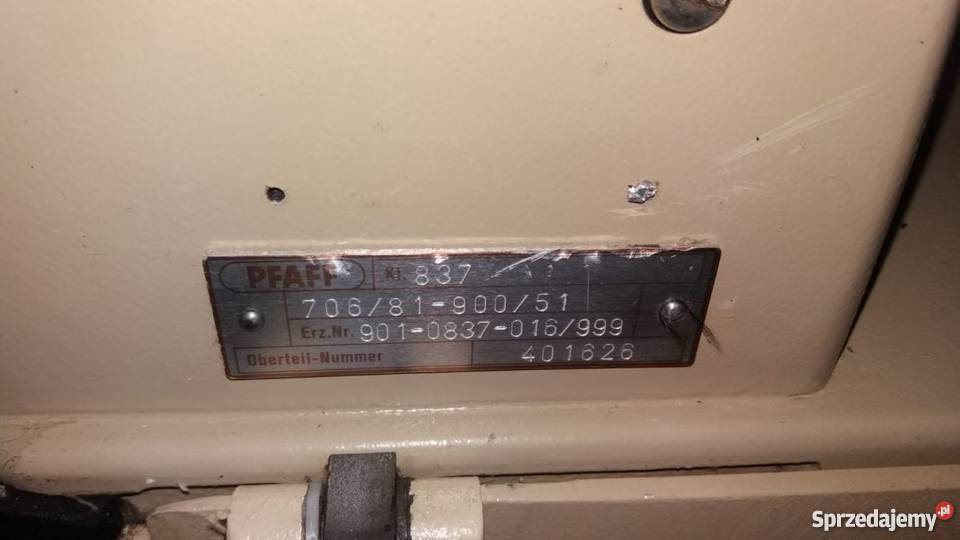 PFAFF Kl. 837
706/81-900/51
Erz.Nr. 901-0837-016/999
Oberteil-Nummer 401626
Sprzedajemy.pl